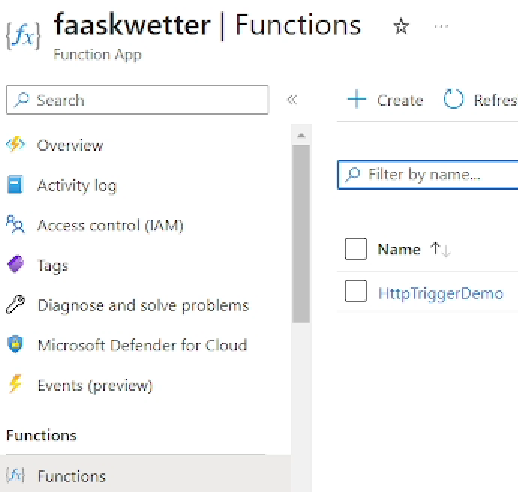 faaskwetter | Functions
Function App
Search
Create
Refres
Overview
Activity log
Access control (IAM)
Tags
Diagnose and solve problems
Microsoft Defender for Cloud
Events (preview)
Functions
Functions
Filter by name...
Name
HttpTriggerDemo